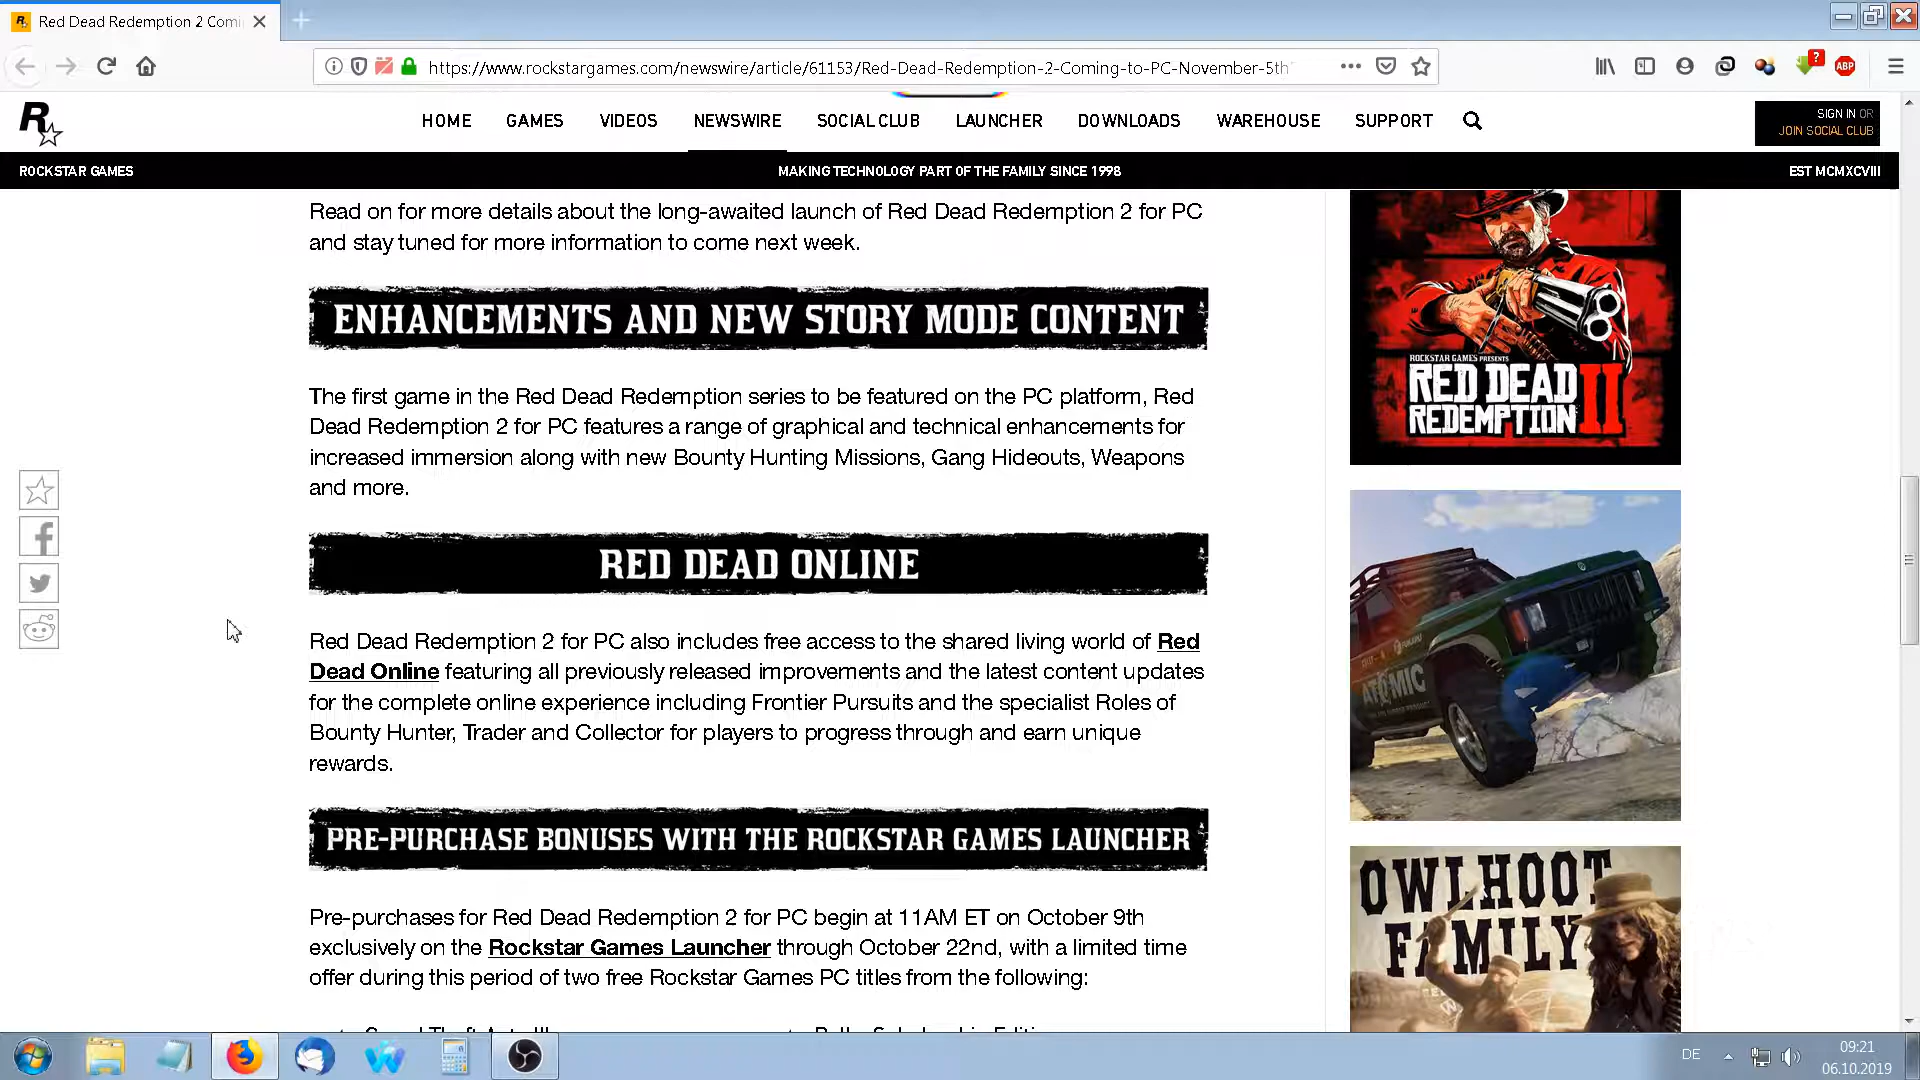 Red Dead Redemption 2 Comi
https://www.rockstargames.com/newswire/article/61153/Red-Dead-Redemption-2-Coming-to-PC-November-5th
?
ABP
R
HOME GAMES VIDEOS NEWSWIRE SOCIAL CLUB LAUNCHER DOWNLOADS WAREHOUSE SUPPORT
SIGN IN OR
JOIN SOCIAL CLUB
ROCKSTAR GAMES MAKING TECHNOLOGY PART OF THE FAMILY SINCE 1998 EST MCMXCVIII
Read on for more details about the long-awaited launch of Red Dead Redemption 2 for PC
and stay tuned for more information to come next week.
ENHANCEMENTS AND NEW STORY MODE CONTENT
The first game in the Red Dead Redemption series to be featured on the PC platform, Red
Dead Redemption 2 for PC features a range of graphical and technical enhancements for
increased immersion along with new Bounty Hunting Missions, Gang Hideouts, Weapons
and more.
RED DEAD ONLINE
Red Dead Redemption 2 for PC also includes free access to the shared living world of Red
Dead Online featuring all previously released improvements and the latest content updates
for the complete online experience including Frontier Pursuits and the specialist Roles of
Bounty Hunter, Trader and Collector for players to progress through and earn unique
rewards.
PRE-PURCHASE BONUSES WITH THE ROCKSTAR GAMES LAUNCHER
Pre-purchases for Red Dead Redemption 2 for PC begin at 11AM ET on October 9th
exclusively on the Rockstar Games Launcher through October 22nd, with a limited time
offer during this period of two free Rockstar Games PC titles from the following:
ROCKSTAR GAMES PRESENTS
RED DEAD
REDEMPTION II
ATOMIC
OWLHOOT
FAMILY
DE
09:21
06.10.2019